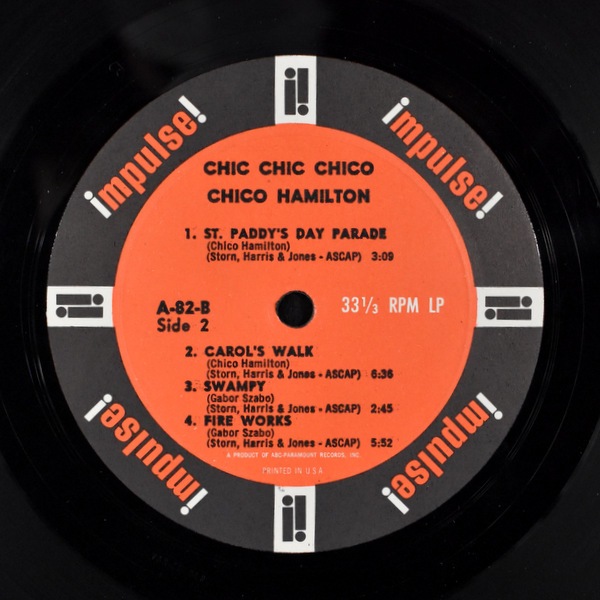 impulse!
impulse!
CHIC CHIC CHICO
CHICO HAMILTON
1. ST. PADDY'S DAY PARADE
(Chico Hamilton)
(Storn, Harris & Jones - ASCAP) 3:09
A-82-B
Side 2
33⅓ RPM LP
2. CAROL'S WALK
(Chico Hamilton)
(Storn, Harris & Jones - ASCAP) 6:36
3. SWAMPY
(Gabor Szabo)
(Storn, Harris & Jones - ASCAP) 2:45
4. FIRE WORKS
(Gabor Szabo)
(Storn, Harris & Jones - ASCAP) 5:52
A PRODUCT OF ABC-PARAMOUNT RECORDS, INC.
PRINTED IN U S A
impulse!
impulse!